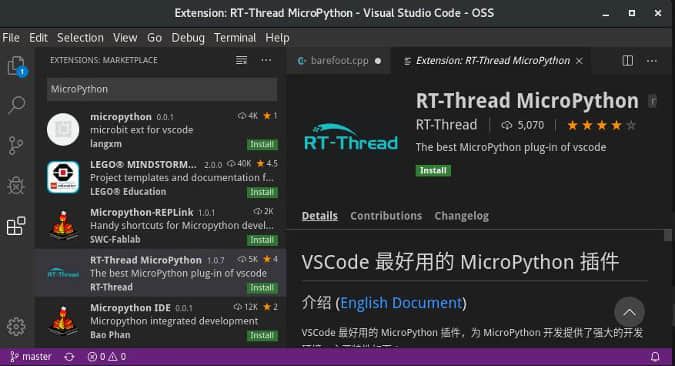 Extension: RT-Thread MicroPython - Visual Studio Code - OSS
File Edit Selection View Go Debug Terminal Help
EXTENSIONS: MARKETPLACE
MicroPython
micropython 0.0.1 4K 1
microbit ext for vscode
langxm Install
LEGO® MINDSTORM... 2.0.0 40K 4.5
Project templates and documentation f...
LEGO® Education Install
Micropython-REPLink 1.0.1 2K
Handy shortcuts for Micropython devel...
SWC-Fablab Install
RT-Thread MicroPython 1.0.7 5K 4
The best MicroPython plug-in of vscode
RT-Thread Install
Micropython IDE 0.0.1 12K 2
Micropython integrated development
Bao Phan Install
barefoot.cpp
Extension: RT-Thread MicroPython
RT-Thread
RT-Thread MicroPython r
RT-Thread 5,070
The best MicroPython plug-in of vscode
Install
Details Contributions Changelog
VSCode 最好用的 MicroPython 插件
介绍 (English Document)
VSCode 最好用的 MicroPython 插件，为 MicroPython 开发提供了强大的开发
1
master 0 0